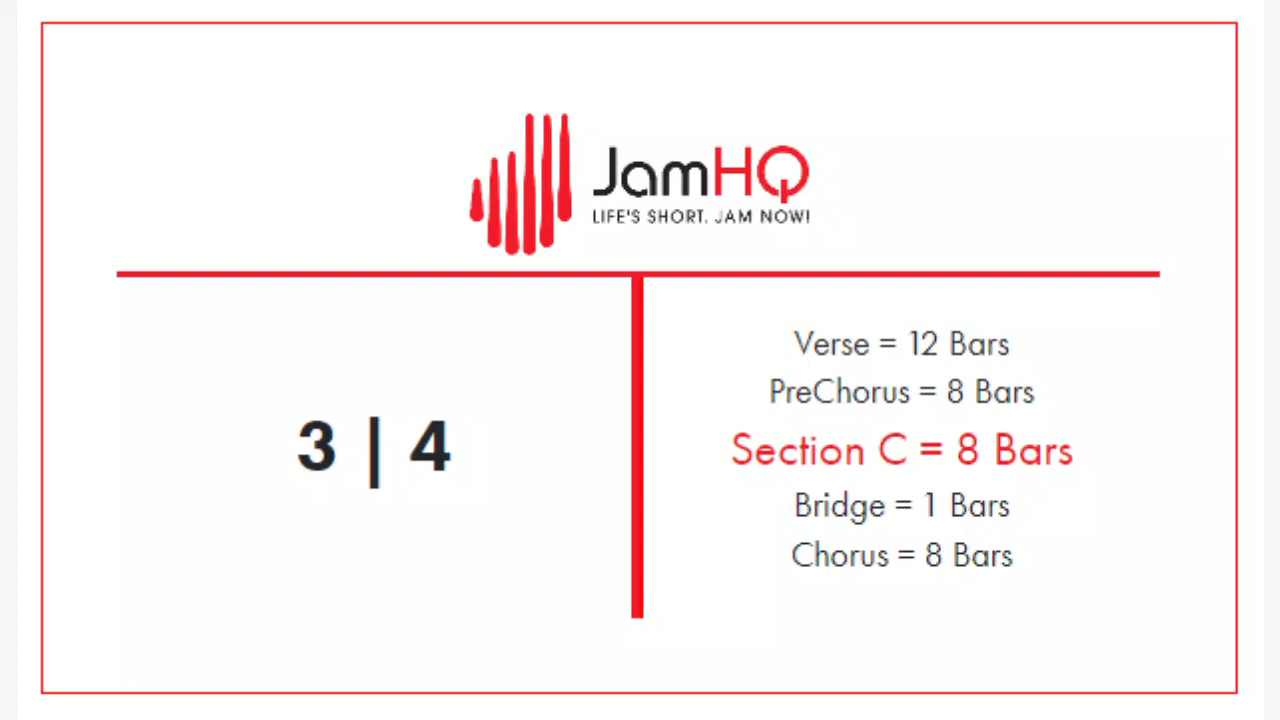 JamHQ
LIFE'S SHORT. JAM NOW!
3 | 4
Verse = 12 Bars
PreChorus = 8 Bars
Section C = 8 Bars
Bridge = 1 Bars
Chorus = 8 Bars